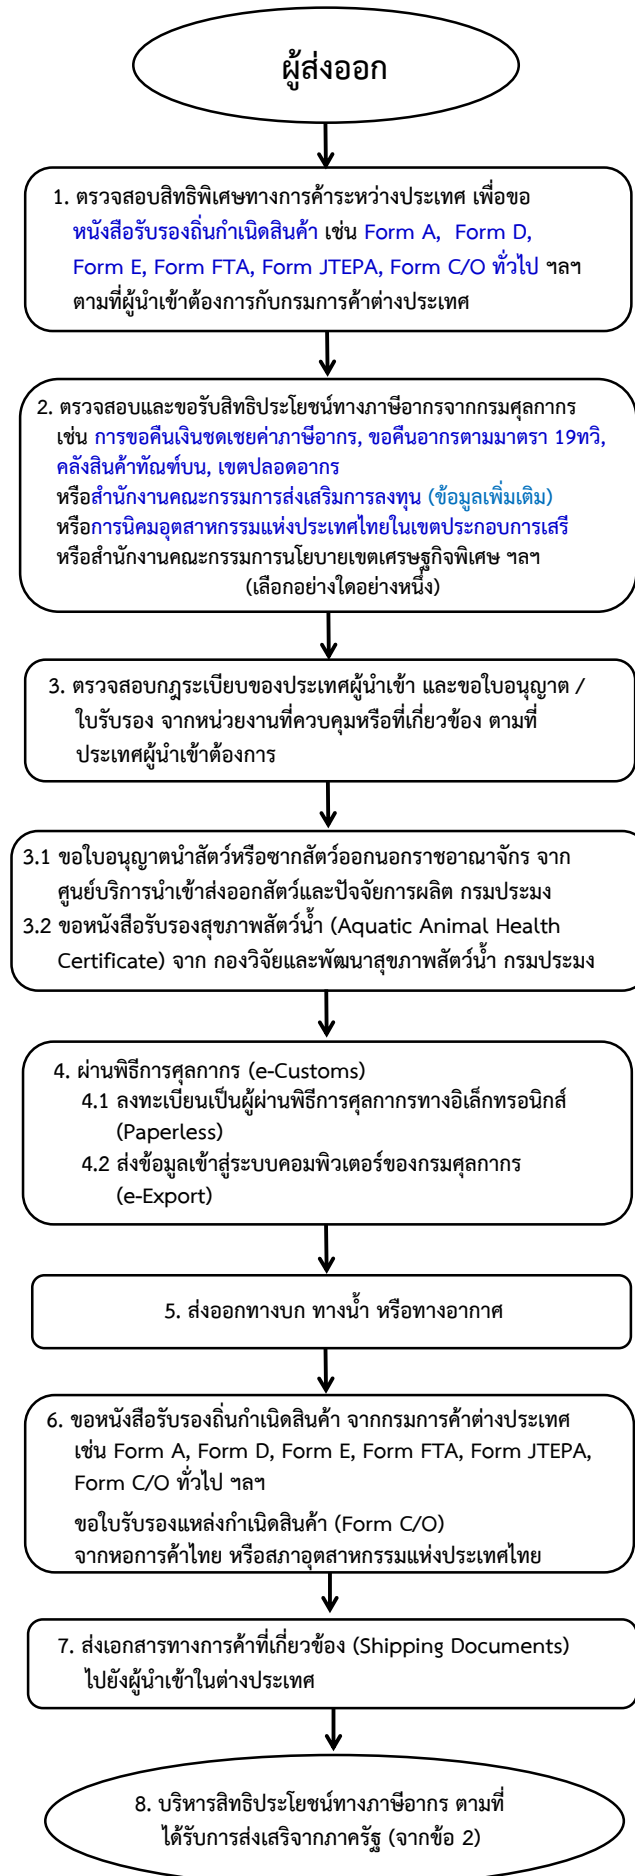 ผู้ส่งออก
1. ตรวจสอบสิทธิพิเศษทางการค้าระหว่างประเทศ เพื่อขอ
หนังสือรับรองถิ่นกำเนิดสินค้า เช่น Form A, Form D,
Form E, Form FTA, Form JTEPA, Form C/O ทั่วไป ฯลฯ
ตามที่ผู้นำเข้าต้องการกับกรมการค้าต่างประเทศ
2. ตรวจสอบและขอรับสิทธิประโยชน์ทางภาษีอากรจากกรมศุลกากร
เช่น การขอคืนเงินชดเชยค่าภาษีอากร, ขอคืนอากรตามมาตรา 19ทวิ,
คลังสินค้าทัณฑ์บน, เขตปลอดอากร
หรือสำนักงานคณะกรรมการส่งเสริมการลงทุน (ข้อมูลเพิ่มเติม)
หรือการนิคมอุตสาหกรรมแห่งประเทศไทยในเขตประกอบการเสรี
หรือสำนักงานคณะกรรมการนโยบายเขตเศรษฐกิจพิเศษ ฯลฯ
(เลือกอย่างใดอย่างหนึ่ง)
3. ตรวจสอบกฎระเบียบของประเทศผู้นำเข้า และขอใบอนุญาต /
ใบรับรอง จากหน่วยงานที่ควบคุมหรือที่เกี่ยวข้อง ตามที่
ประเทศผู้นำเข้าต้องการ
3.1 ขอใบอนุญาตนำสัตว์หรือซากสัตว์ออกนอกราชอาณาจักร จาก
ศูนย์บริการนำเข้าส่งออกสัตว์และปัจจัยการผลิต กรมประมง
3.2 ขอหนังสือรับรองสุขภาพสัตว์น้ำ (Aquatic Animal Health
Certificate) จาก กองวิจัยและพัฒนาสุขภาพสัตว์น้ำ กรมประมง
4. ผ่านพิธีการศุลกากร (e-Customs)
4.1 ลงทะเบียนเป็นผู้ผ่านพิธีการศุลกากรทางอิเล็กทรอนิกส์
(Paperless)
4.2 ส่งข้อมูลเข้าสู่ระบบคอมพิวเตอร์ของกรมศุลกากร
(e-Export)
5. ส่งออกทางบก ทางน้ำ หรือทางอากาศ
6. ขอหนังสือรับรองถิ่นกำเนิดสินค้า จากกรมการค้าต่างประเทศ
เช่น Form A, Form D, Form E, Form FTA, Form JTEPA,
Form C/O ทั่วไป ฯลฯ
ขอใบรับรองแหล่งกำเนิดสินค้า (Form C/O)
จากหอการค้าไทย หรือสภาอุตสาหกรรมแห่งประเทศไทย
7. ส่งเอกสารทางการค้าที่เกี่ยวข้อง (Shipping Documents)
ไปยังผู้นำเข้าในต่างประเทศ
8. บริหารสิทธิประโยชน์ทางภาษีอากร ตามที่
ได้รับการส่งเสริจากภาครัฐ (จากข้อ 2)